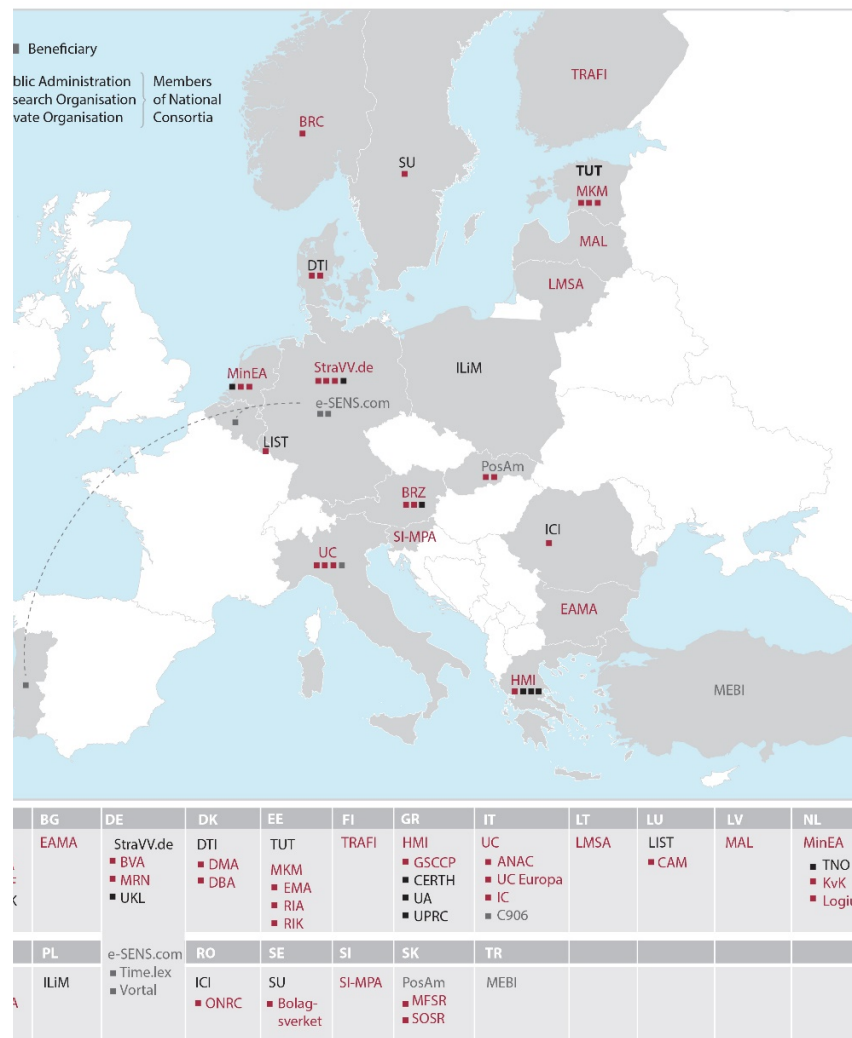 Beneficiary
blic Administration
search Organisation
vate Organisation
Members
of National
Consortia
TRAFI
BRC
SU
TUT
MKM
MAL
DTI
LMSA
MinEA
StraVV.de
ILiM
e-SENS.com
LIST
PosAm
BRZ
ICI
SI-MPA
UC
EAMA
HMI
MEBI
BG
DE
DK
EE
FI
GR
IT
LT
LU
LV
NL
EAMA
StraVV.de
BVA
MRN
UKL
DTI
DMA
DBA
TUT
MKM
EMA
RIA
RIK
TRAFI
HMI
GSCCP
CERTH
UA
UPRC
UC
ANAC
UC Europa
IC
C906
LMSA
LIST
CAM
MAL
MinEA
TNO
KvK
Logiu
K
PL
RO
SE
SI
SK
TR
ILiM
e-SENS.com
Time.lex
Vortal
ICI
ONRC
SU
Bolag-
sverket
SI-MPA
PosAm
MFSR
SOSR
MEBI
A